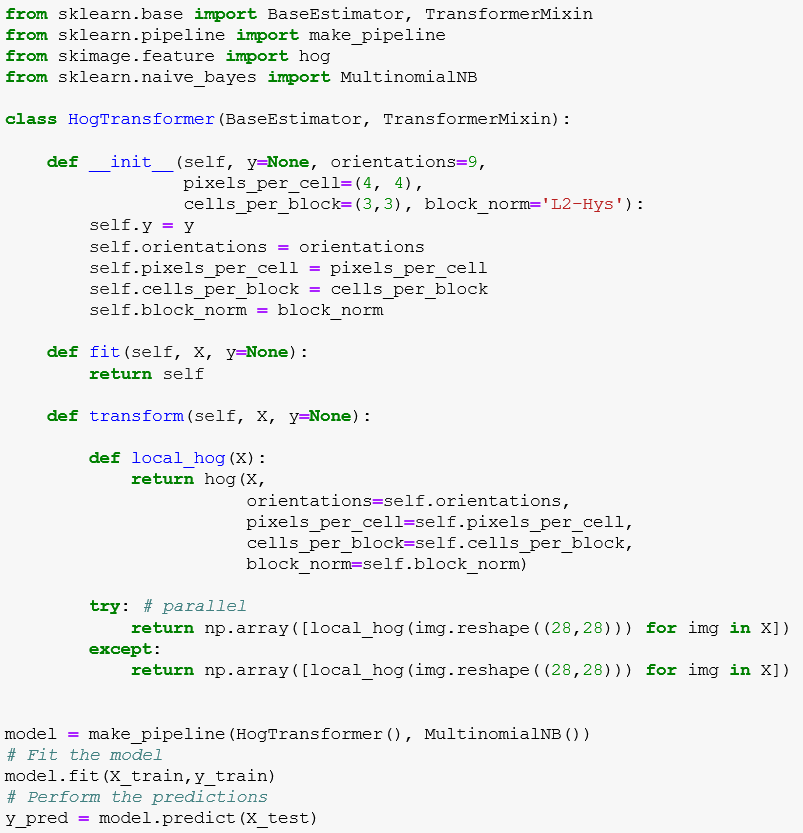 from sklearn.base import BaseEstimator, TransformerMixin
from sklearn.pipeline import make_pipeline
from skimage.feature import hog
from sklearn.naive_bayes import MultinomialNB

class HogTransformer(BaseEstimator, TransformerMixin):

    def __init__(self, y=None, orientations=9,
                 pixels_per_cell=(4, 4),
                 cells_per_block=(3,3), block_norm='L2-Hys'):
        self.y = y
        self.orientations = orientations
        self.pixels_per_cell = pixels_per_cell
        self.cells_per_block = cells_per_block
        self.block_norm = block_norm

    def fit(self, X, y=None):
        return self

    def transform(self, X, y=None):

        def local_hog(X):
            return hog(X,
                       orientations=self.orientations,
                       pixels_per_cell=self.pixels_per_cell,
                       cells_per_block=self.cells_per_block,
                       block_norm=self.block_norm)

        try: # parallel
            return np.array([local_hog(img.reshape((28,28))) for img in X])
        except:
            return np.array([local_hog(img.reshape((28,28))) for img in X])


model = make_pipeline(HogTransformer(), MultinomialNB())
# Fit the model
model.fit(X_train,y_train)
# Perform the predictions
y_pred = model.predict(X_test)